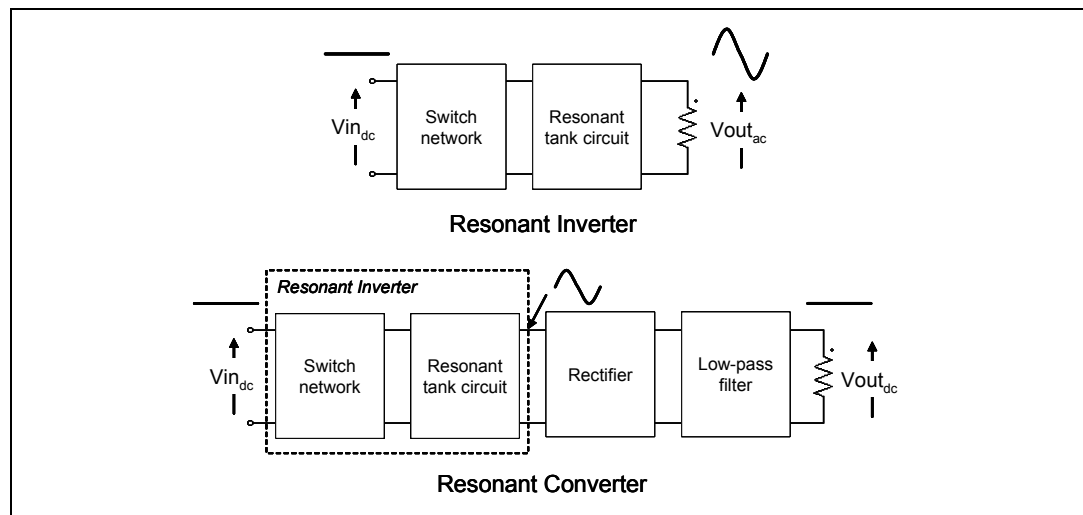 Vin_dc
Switch
network
Resonant
tank circuit
Vout_ac
Resonant Inverter
Resonant Inverter
Vin_dc
Switch
network
Resonant
tank circuit
Rectifier
Low-pass
filter
Vout_dc
Resonant Converter